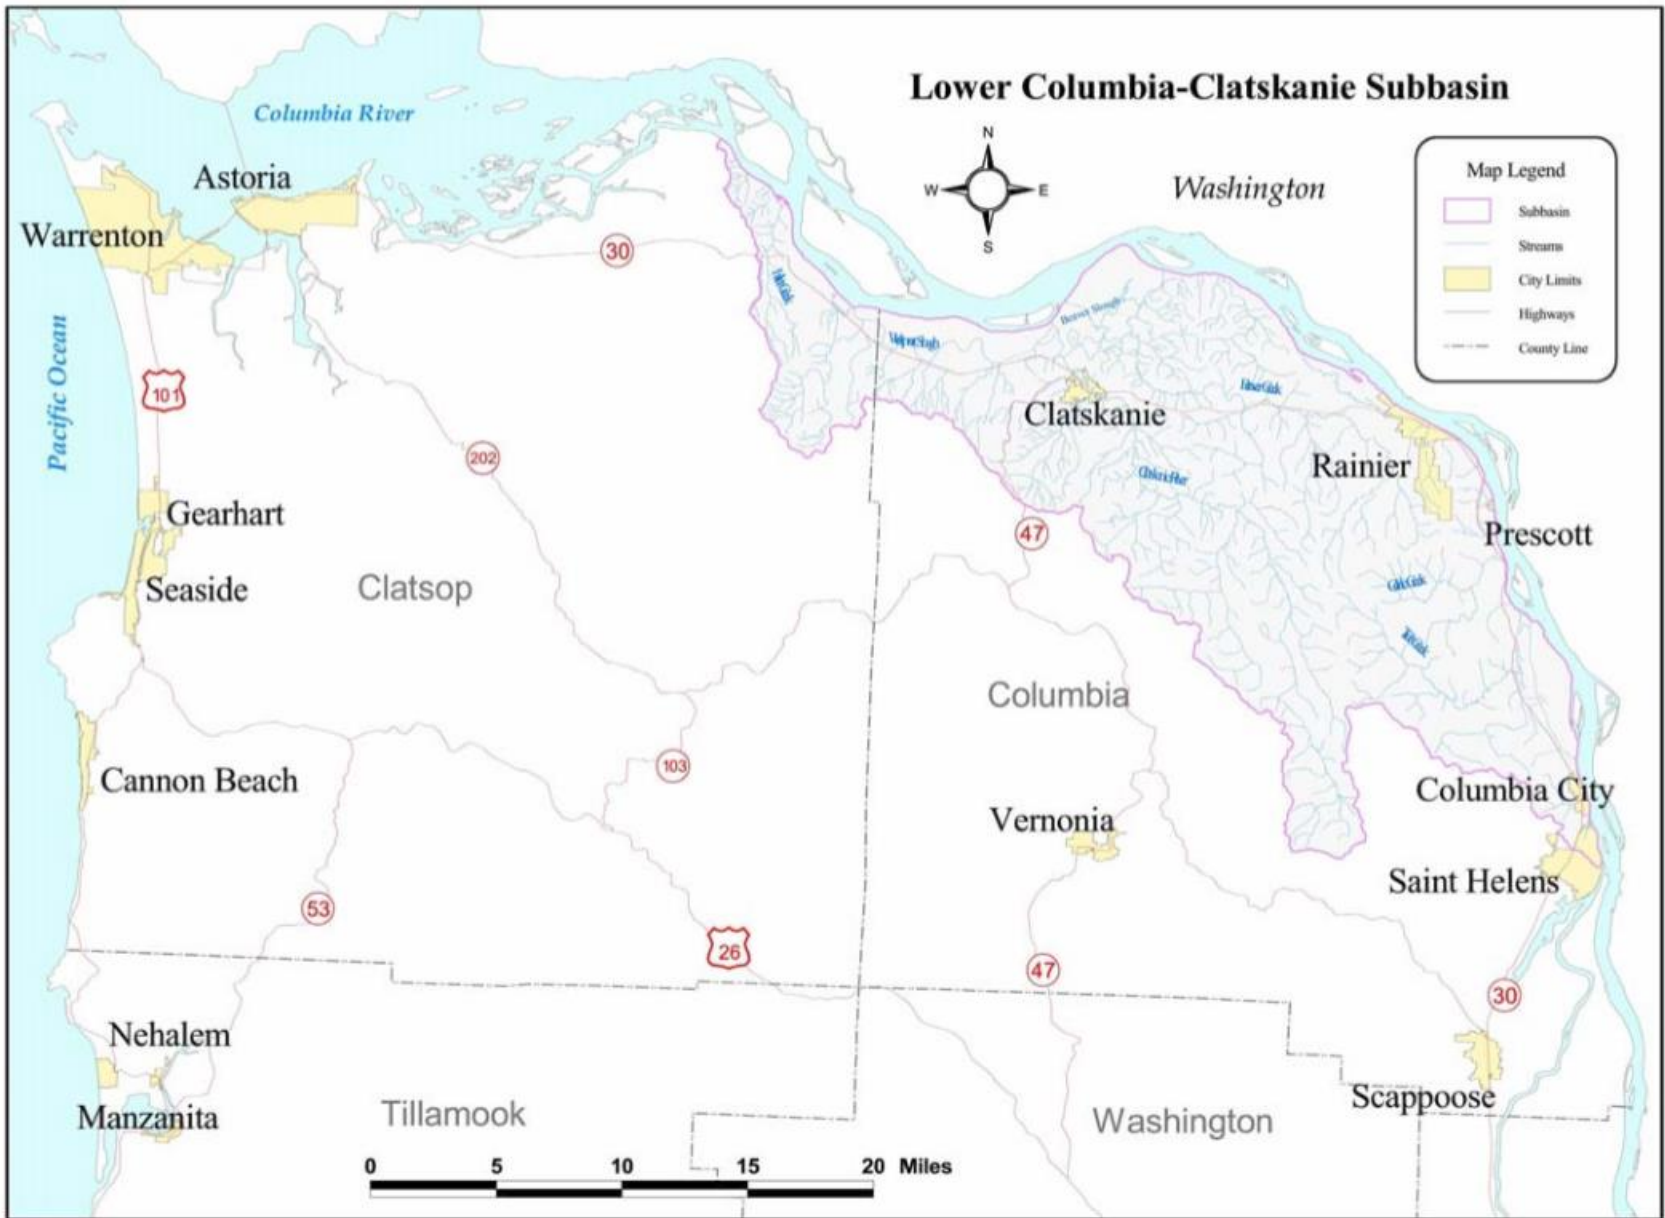 Lower Columbia-Clatskanie Subbasin
Columbia River
N
W
E
S
Washington
Map Legend
Subbasin
Streams
City Limits
Highways
County Line
Astoria
Warrenton
30
Pacific Ocean
101
Beaver Slough
Clatskanie
Rainier
202
Prescott
Gearhart
47
Seaside
Clatsop
Columbia
103
Cannon Beach
Columbia City
Vernonia
Saint Helens
53
26
47
30
Nehalem
Manzanita
Tillamook
Washington
Scappoose
0 5 10 15 20 Miles